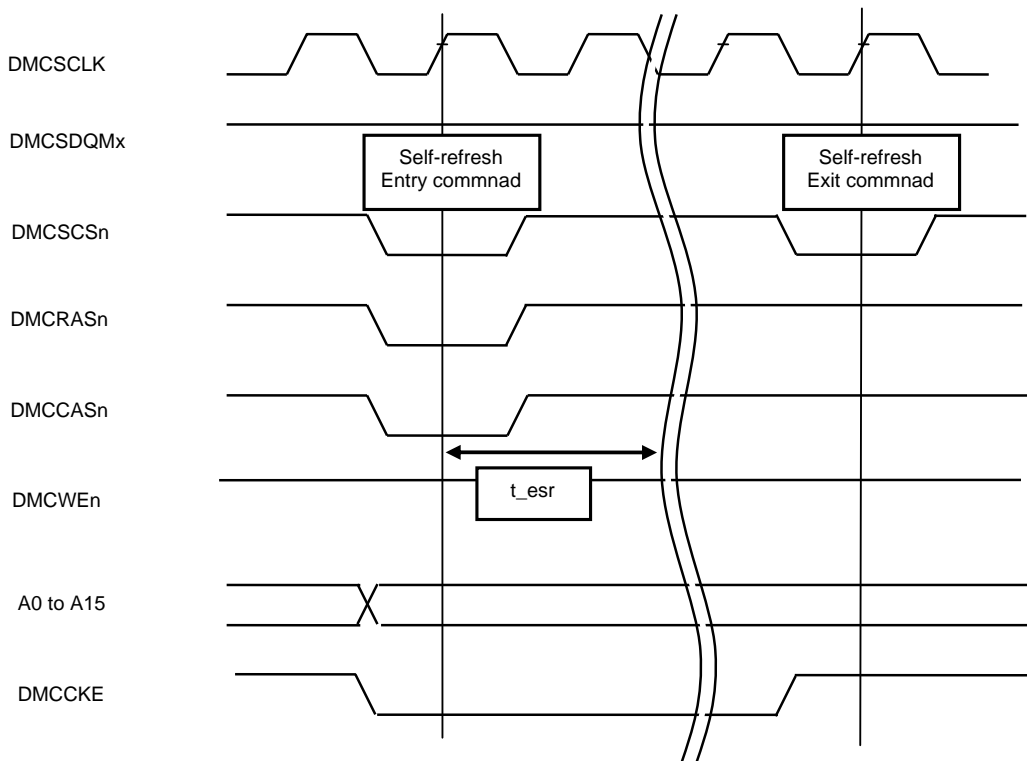 DMCSCLK
DMCSDQMx
Self-refresh
Entry commnad
Self-refresh
Exit commnad
DMCSCSn
DMCRASn
DMCCASn
DMCWEn
t_esr
A0 to A15
DMCCKE